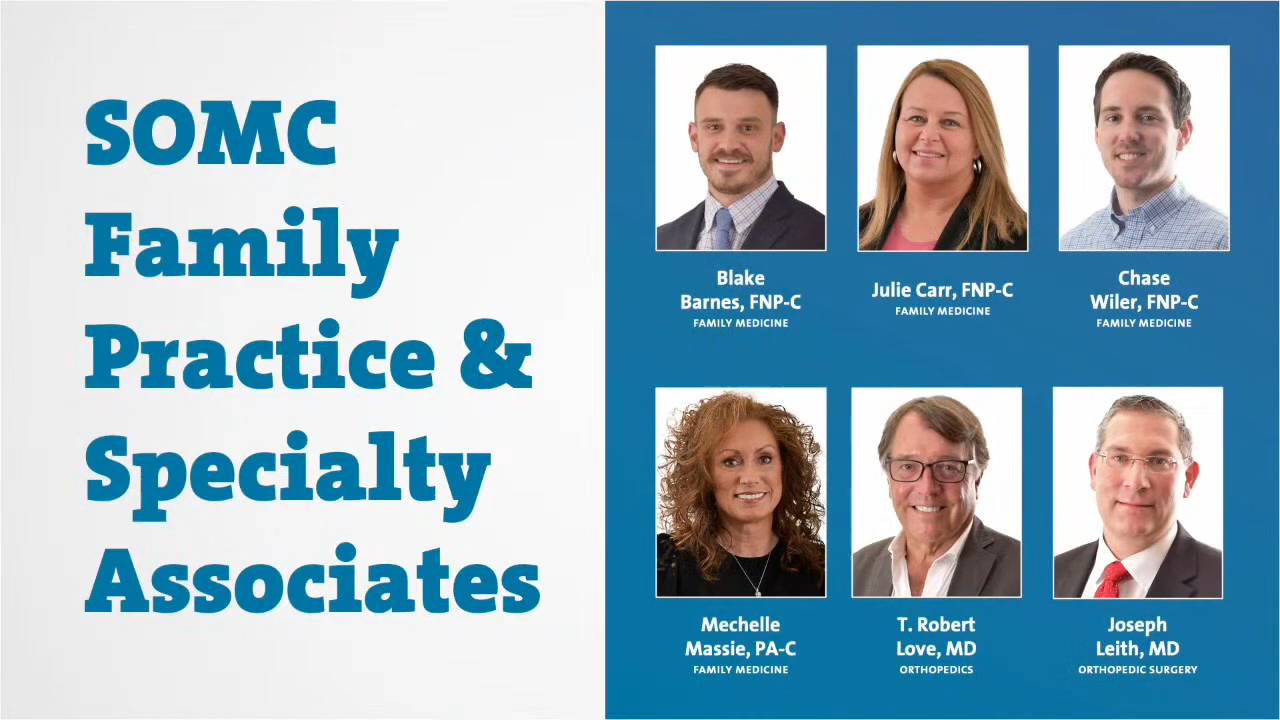 SOMC
Family
Practice &
Specialty
Associates
Blake
Barnes, FNP-C
FAMILY MEDICINE
Julie Carr, FNP-C
FAMILY MEDICINE
Chase
Wiler, FNP-C
FAMILY MEDICINE
Mechelle
Massie, PA-C
FAMILY MEDICINE
T. Robert
Love, MD
ORTHOPEDICS
Joseph
Leith, MD
ORTHOPEDIC SURGERY